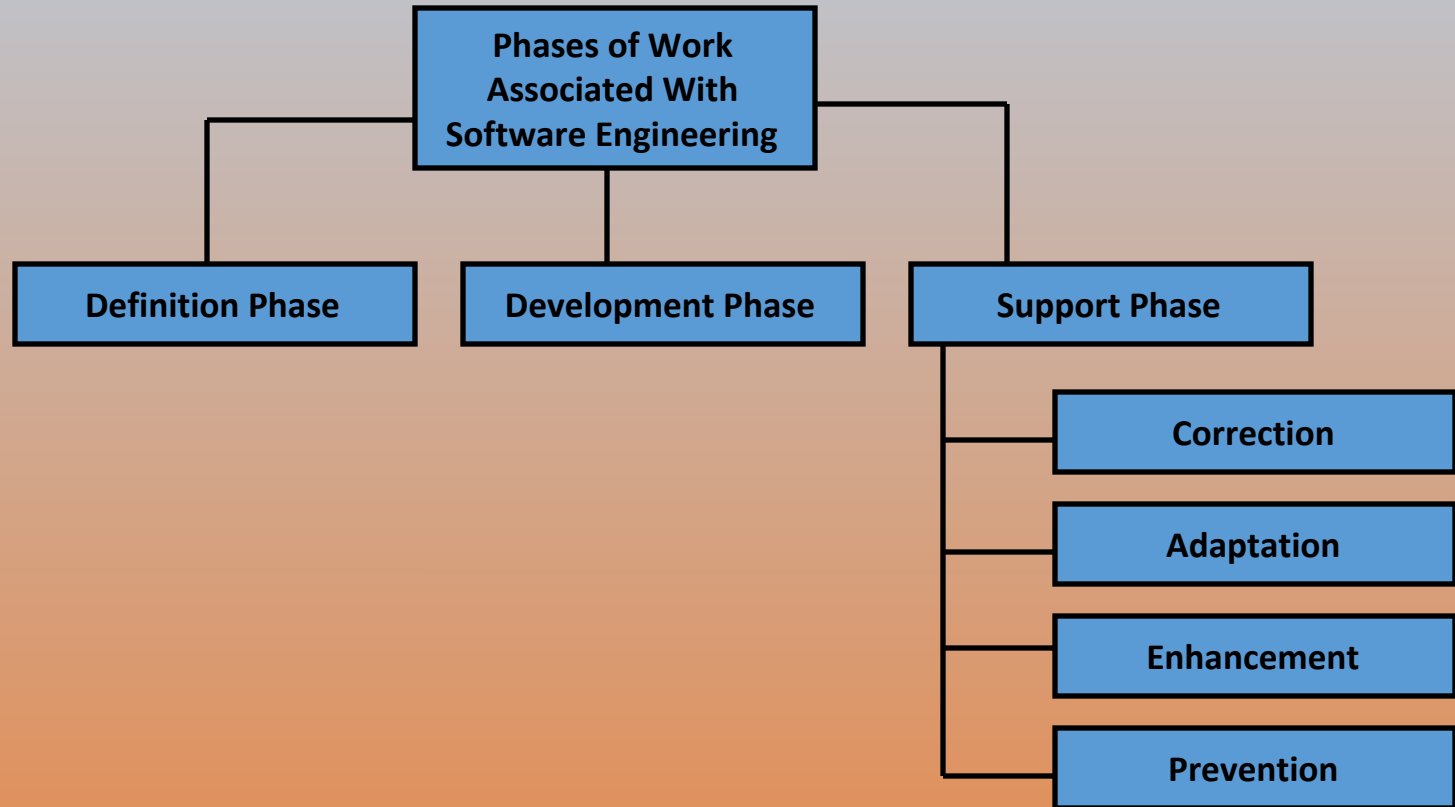 Phases of Work
Associated With
Software Engineering
Definition Phase
Development Phase
Support Phase
Correction
Adaptation
Enhancement
Prevention